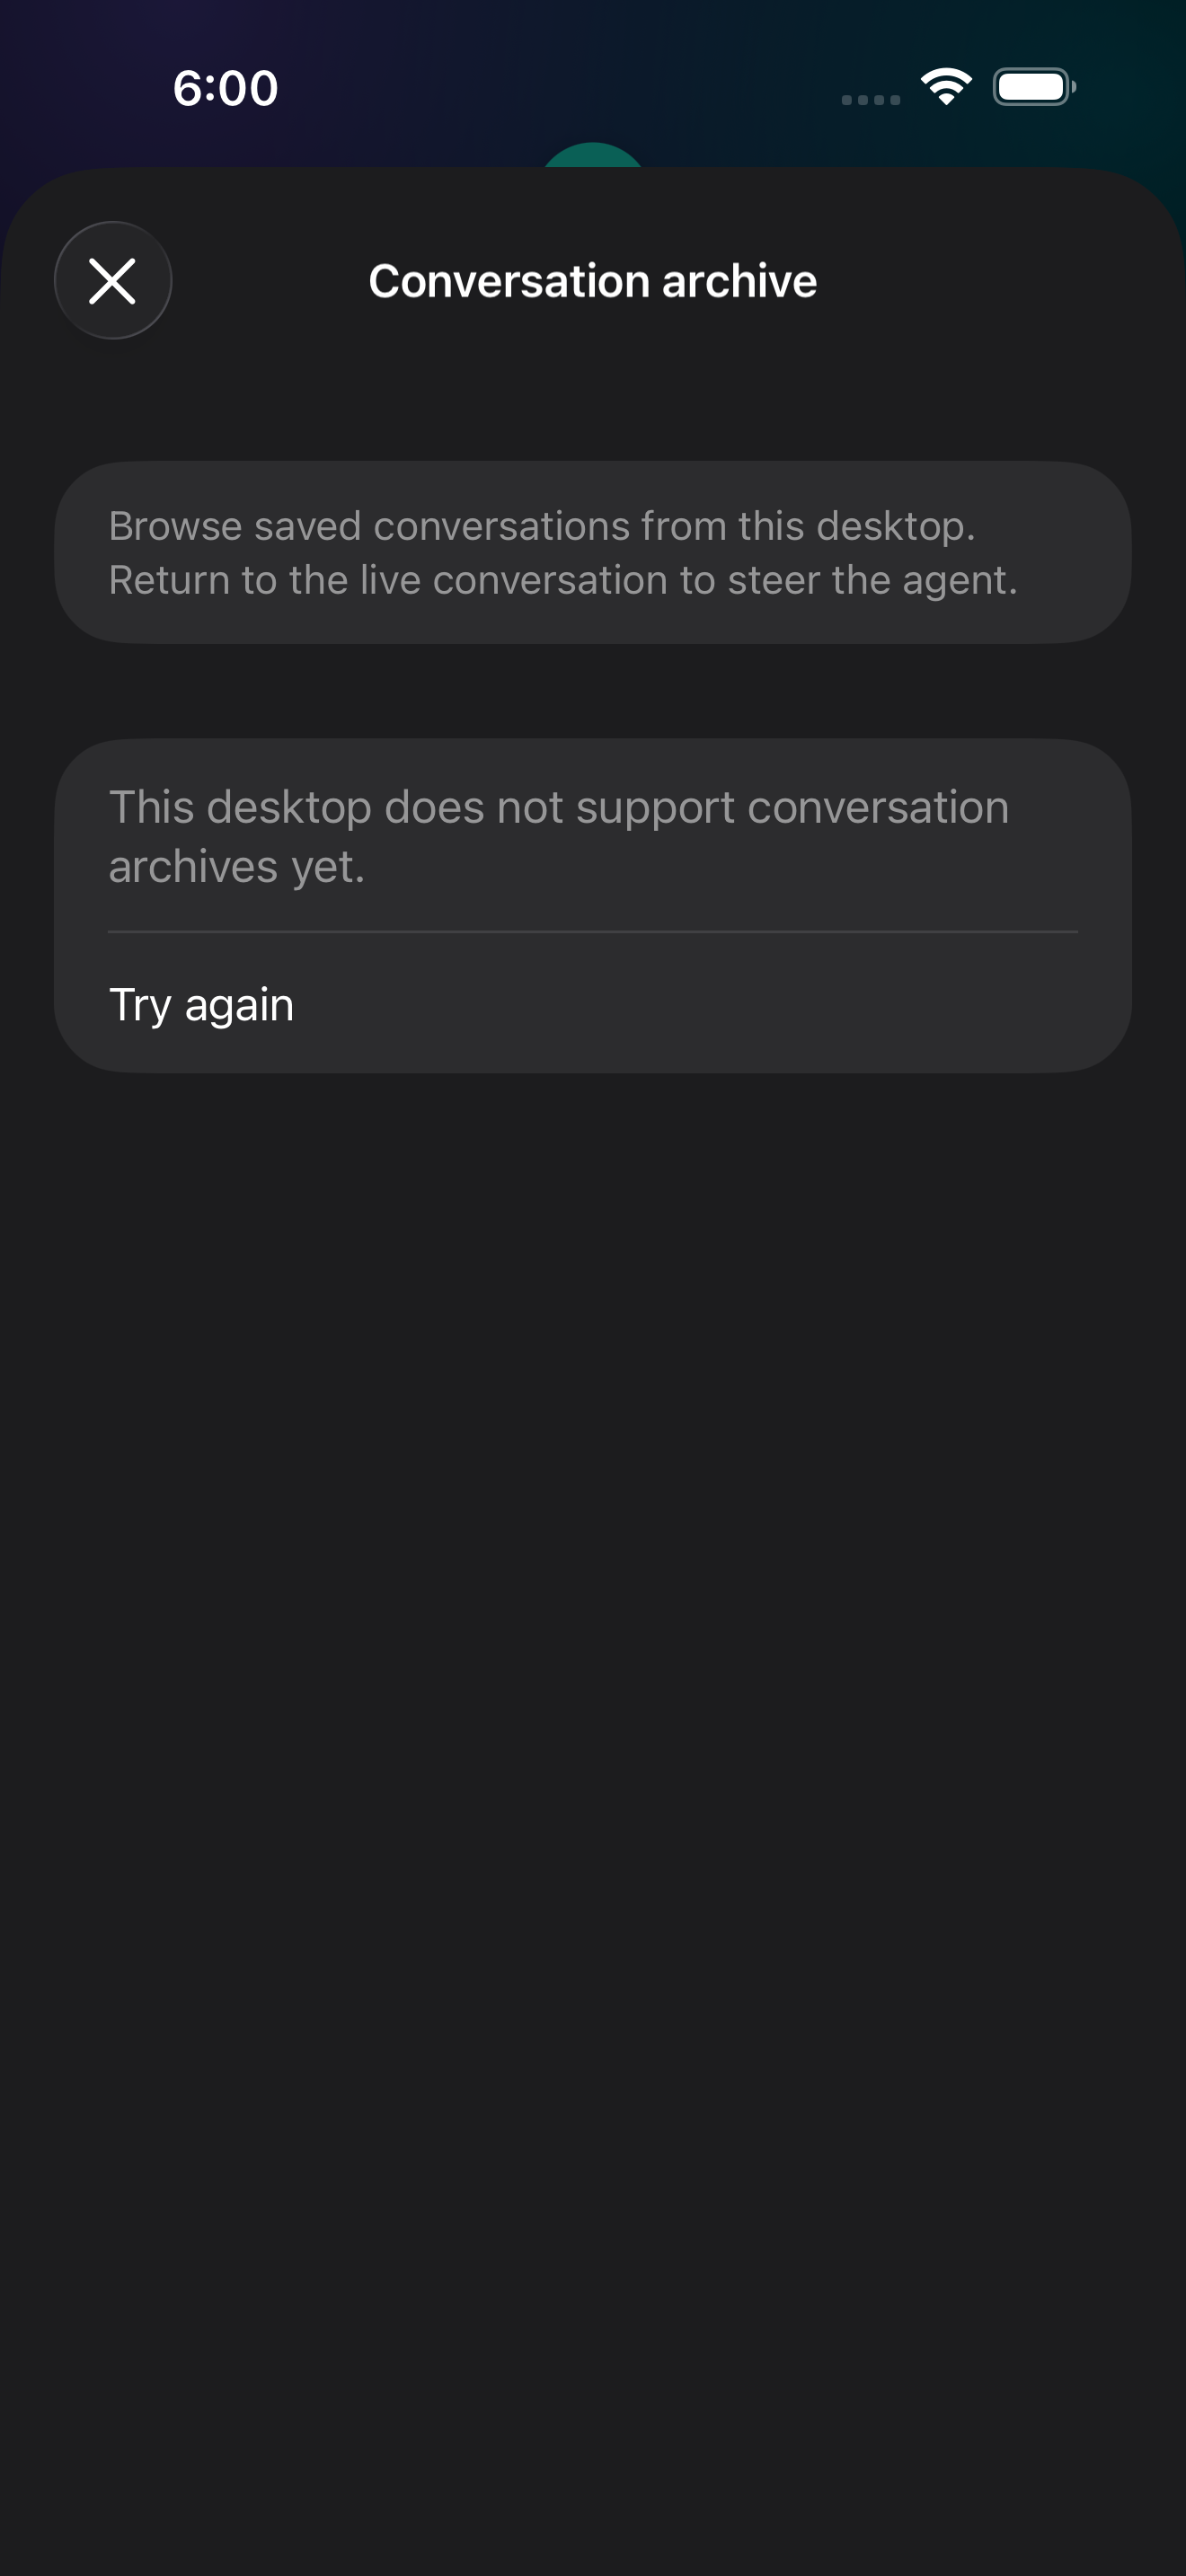 6:00
Conversation archive
Browse saved conversations from this desktop.
Return to the live conversation to steer the agent.
This desktop does not support conversation
archives yet.
Try again